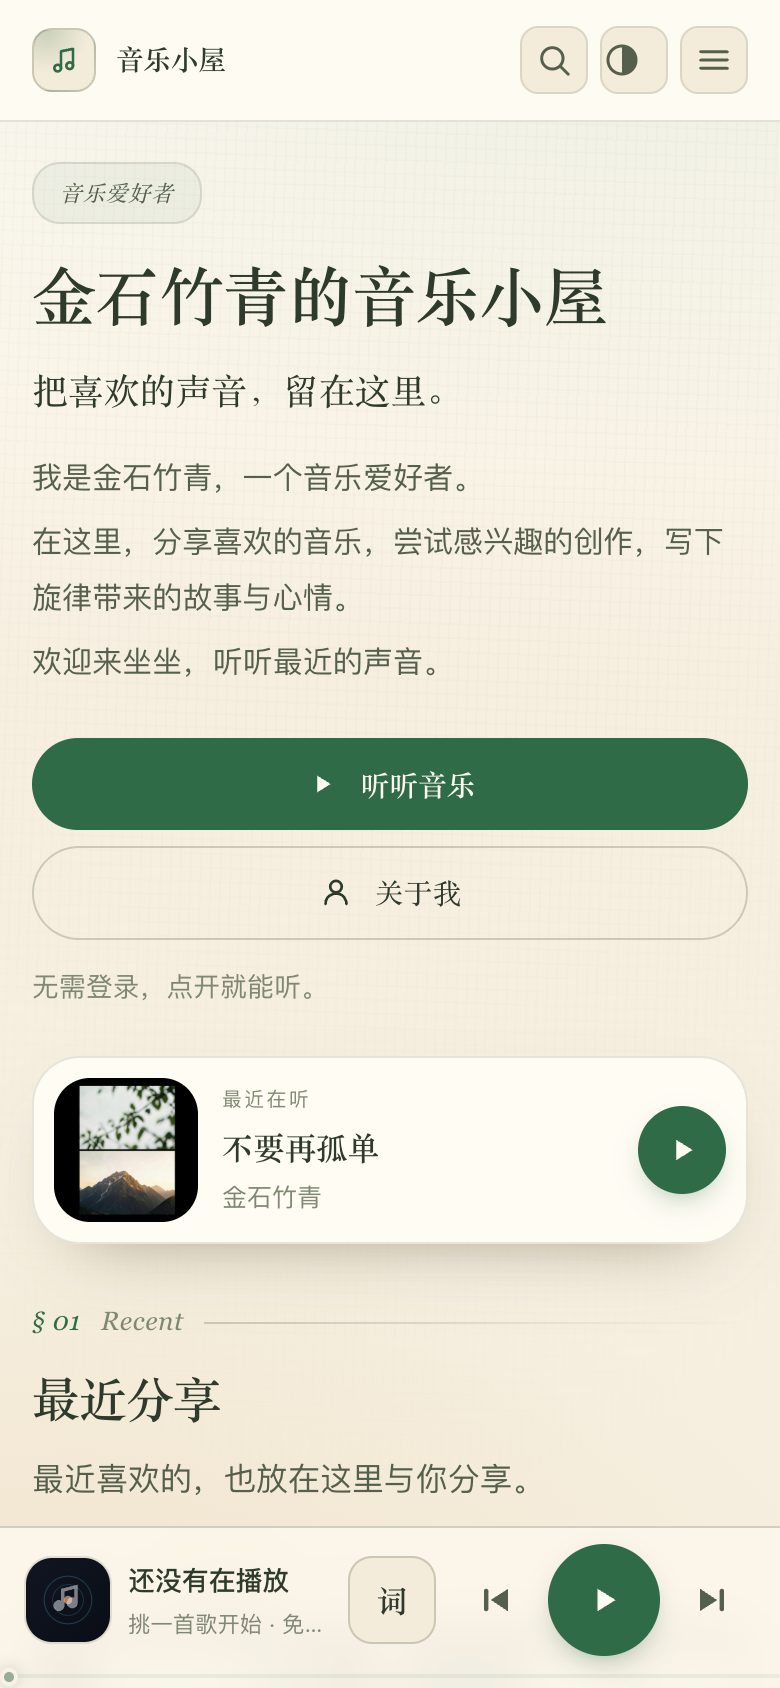 音乐小屋
音乐爱好者
金石竹青的音乐小屋
把喜欢的声音，留在这里。
我是金石竹青，一个音乐爱好者。
在这里，分享喜欢的音乐，尝试感兴趣的创作，写下
旋律带来的故事与心情。
欢迎来坐坐，听听最近的声音。
听听音乐
关于我
无需登录，点开就能听。
最近在听
不要再孤单
金石竹青
§ 01 Recent
最近分享
最近喜欢的，也放在这里与你分享。
还没有在播放
挑一首歌开始 · 免...
词